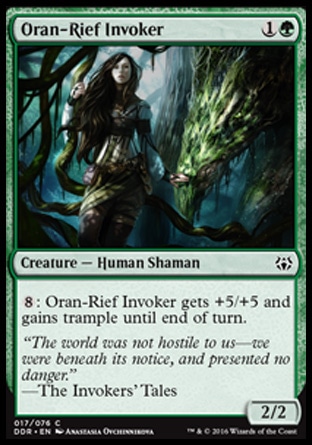 Oran-Rief Invoker 1
Creature — Human Shaman
8: Oran-Rief Invoker gets +5/+5 and
gains trample until end of turn.
“The world was not hostile to us—we
were beneath its notice, and presented no
danger.”
—The Invokers’ Tales
2/2
017/076 C
DDR • EN Anastasia Ovchinnikova
™ & © 2016 Wizards of the Coast